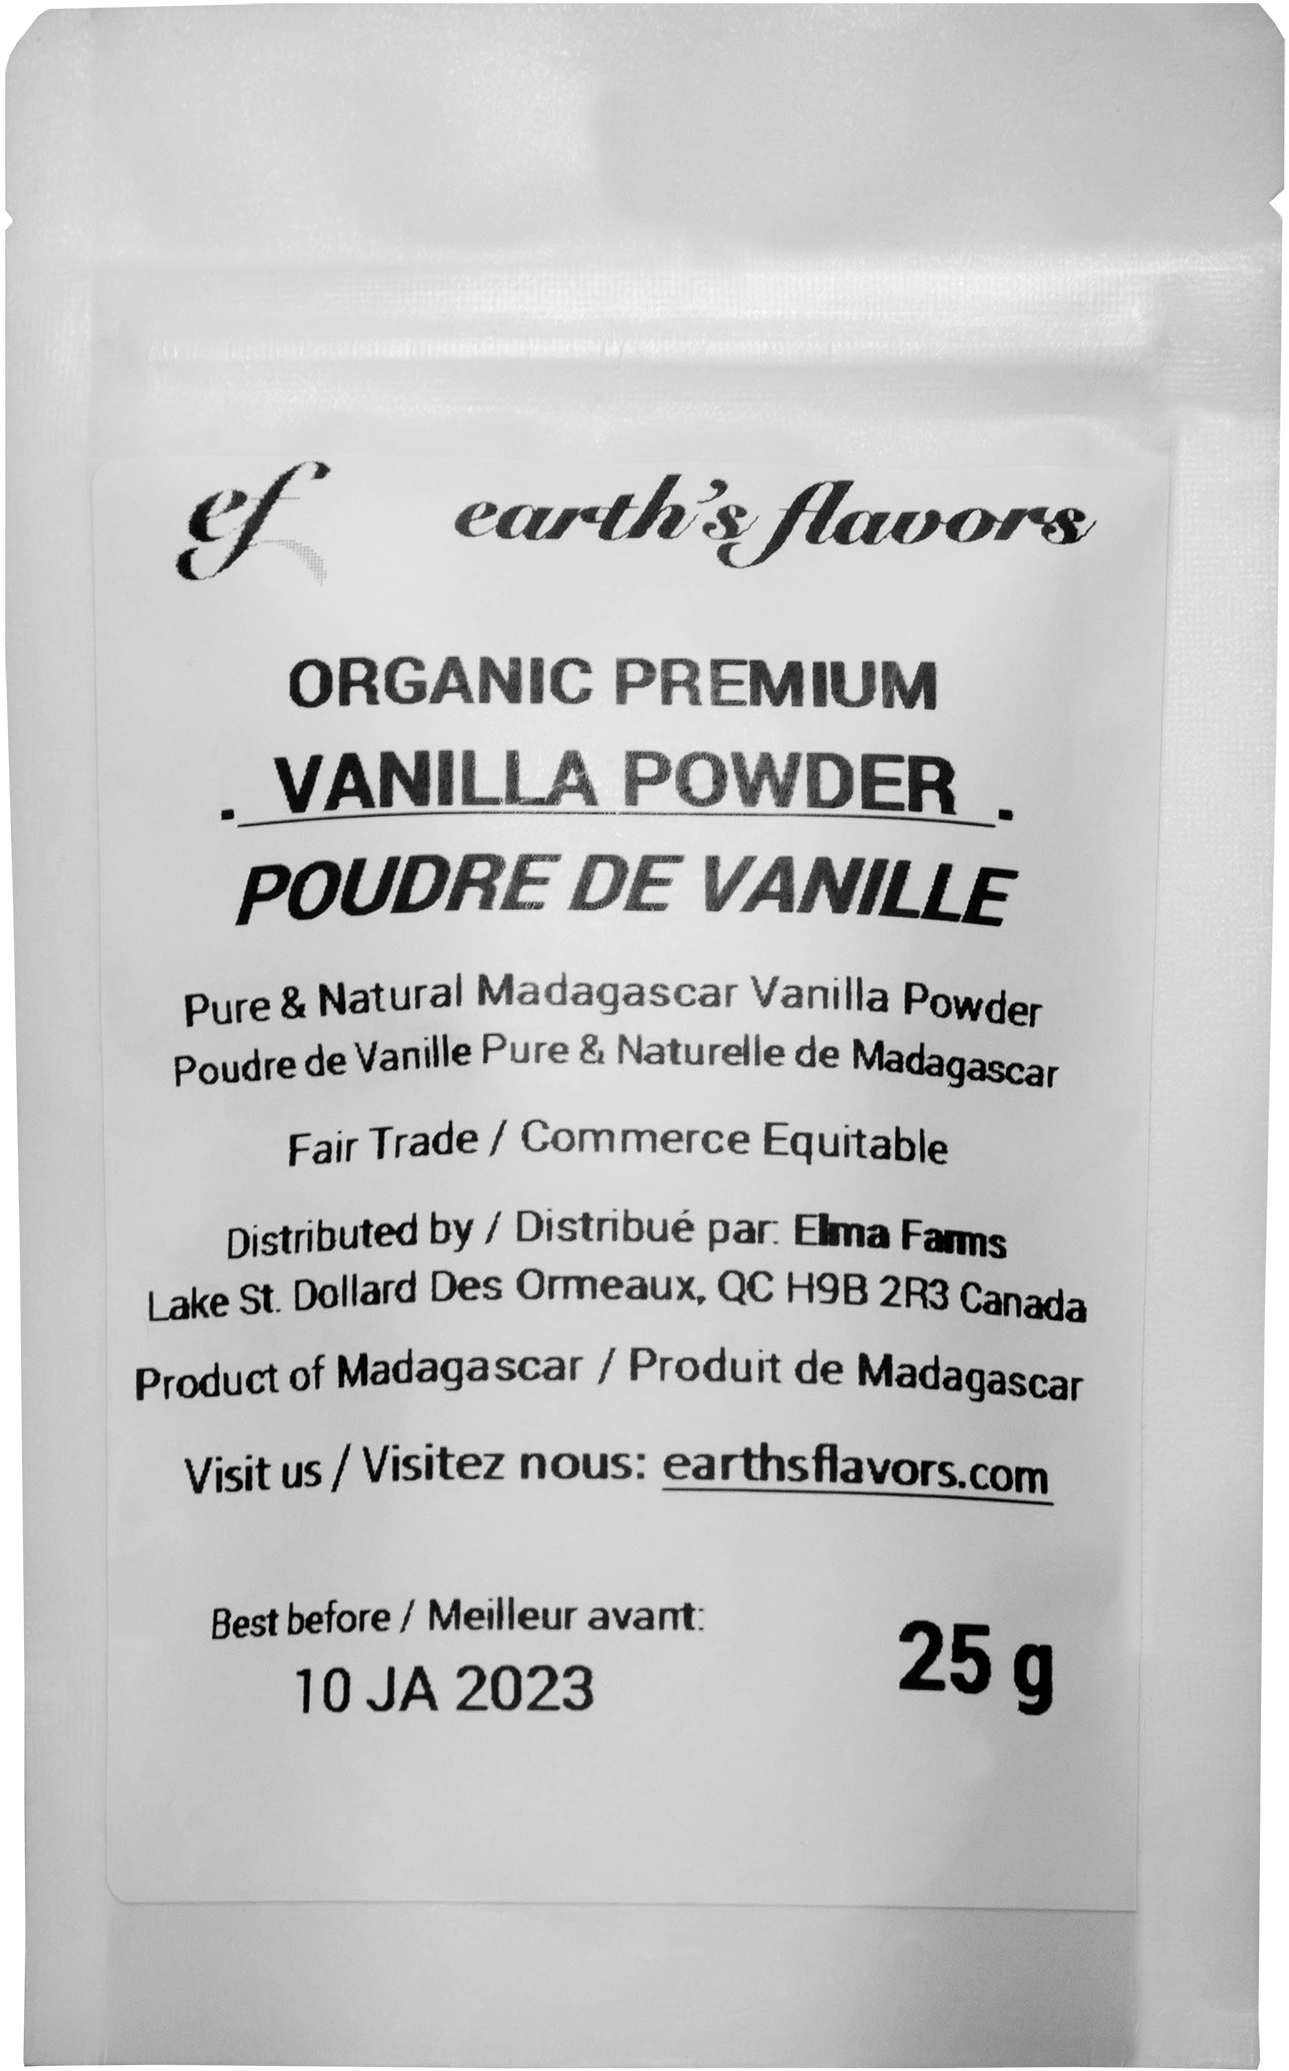 ef earth's flavors
ORGANIC PREMIUM
. VANILLA POWDER .
POUDRE DE VANILLE
Pure & Natural Madagascar Vanilla Powder
Poudre de Vanille Pure & Naturelle de Madagascar
Fair Trade / Commerce Equitable
Distributed by / Distribué par: Elma Farms
Lake St. Dollard Des Ormeaux, QC H9B 2R3 Canada
Product of Madagascar / Produit de Madagascar
Visit us / Visitez nous: earthsflavors.com
Best before / Meilleur avant:
10 JA 2023
25 g